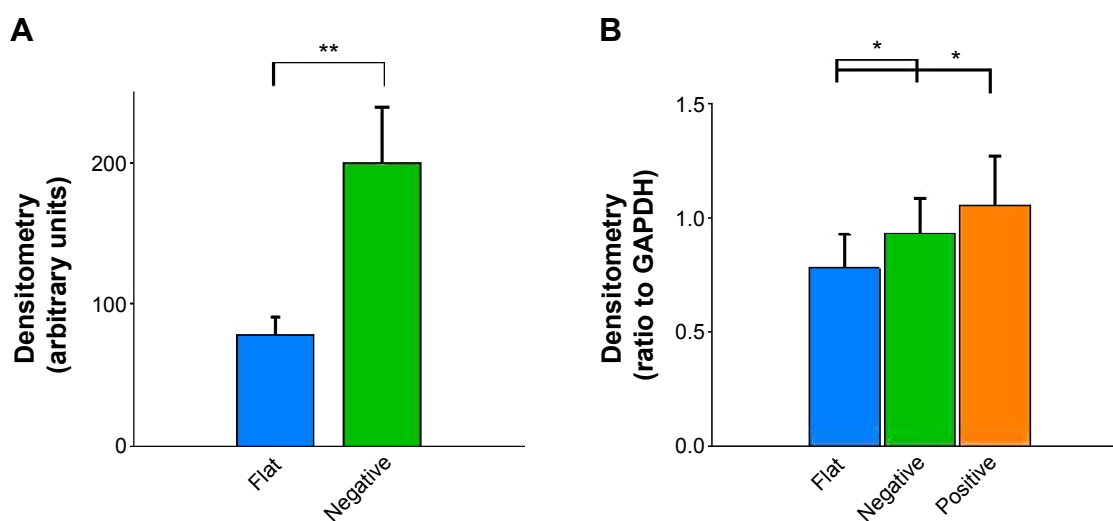 A
**
Densitometry
(arbitrary units)
200
100
0
Flat
Negative
B
*
*
Densitometry
(ratio to GAPDH)
1.5
1.0
0.5
0.0
Flat
Negative
Positive